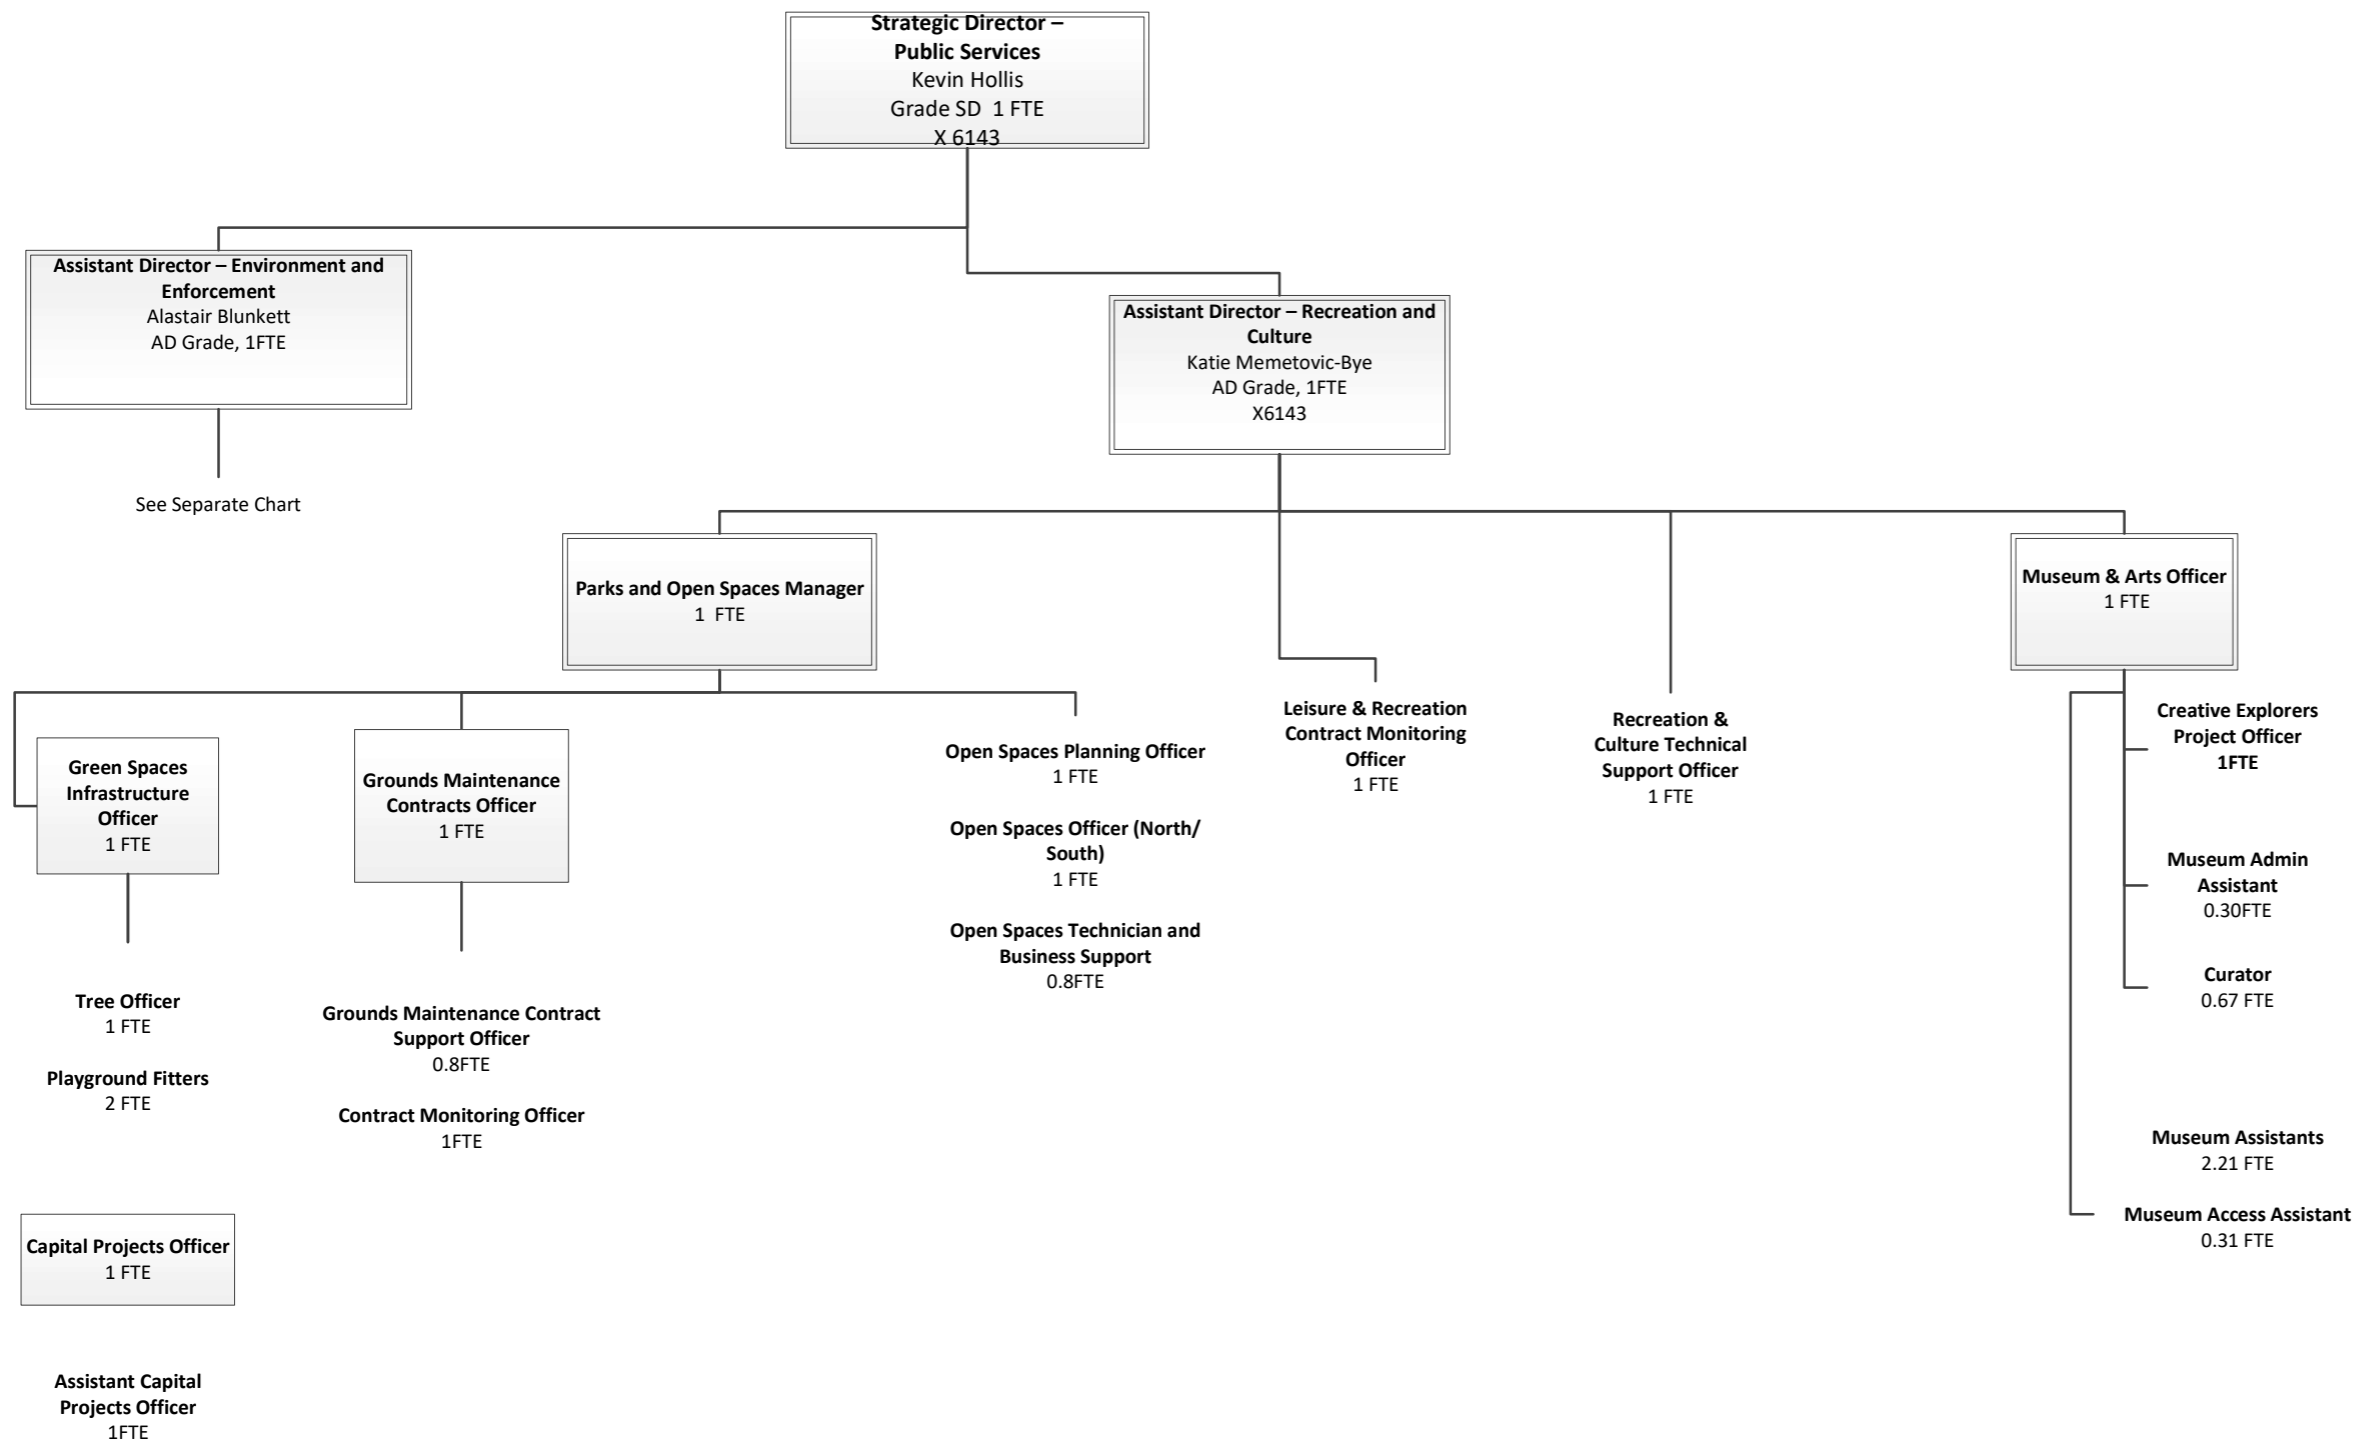 Strategic Director –
Public Services
Kevin Hollis
Grade SD  1 FTE
X 6143
Assistant Director – Environment and
Enforcement
Alastair Blunkett
AD Grade, 1FTE
See Separate Chart
Assistant Director – Recreation and
Culture
Katie Memetovic-Bye
AD Grade, 1FTE
X6143
Parks and Open Spaces Manager
1  FTE
Museum & Arts Officer
1 FTE
Green Spaces
Infrastructure
Officer
1 FTE
Tree Officer
1 FTE
Playground Fitters
2 FTE
Capital Projects Officer
1 FTE
Assistant Capital
Projects Officer
1FTE
Grounds Maintenance
Contracts Officer
1 FTE
Grounds Maintenance Contract
Support Officer
0.8FTE
Contract Monitoring Officer
1FTE
Open Spaces Planning Officer
1 FTE
Open Spaces Officer (North/
South)
1 FTE
Open Spaces Technician and
Business Support
0.8FTE
Leisure & Recreation
Contract Monitoring
Officer
1 FTE
Recreation &
Culture Technical
Support Officer
1 FTE
Creative Explorers
Project Officer
1FTE
Museum Admin
Assistant
0.30FTE
Curator
0.67 FTE
Museum Assistants
2.21 FTE
Museum Access Assistant
0.31 FTE